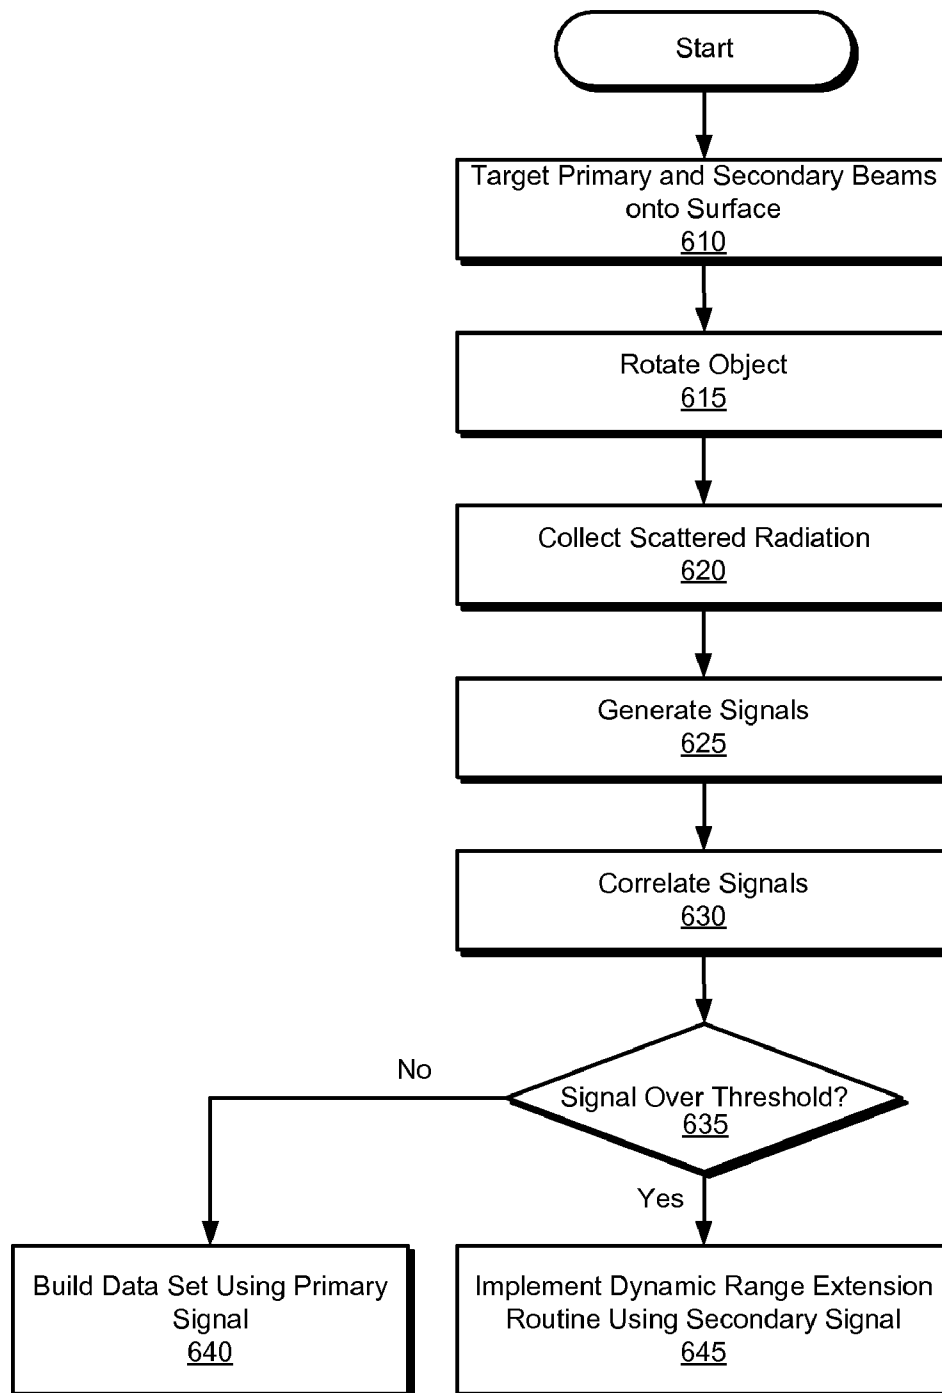 Start
Target Primary and Secondary Beams
onto Surface
610
Rotate Object
615
Collect Scattered Radiation
620
Generate Signals
625
Correlate Signals
630
No
Signal Over Threshold?
635
Yes
Build Data Set Using Primary
Signal
640
Implement Dynamic Range Extension
Routine Using Secondary Signal
645